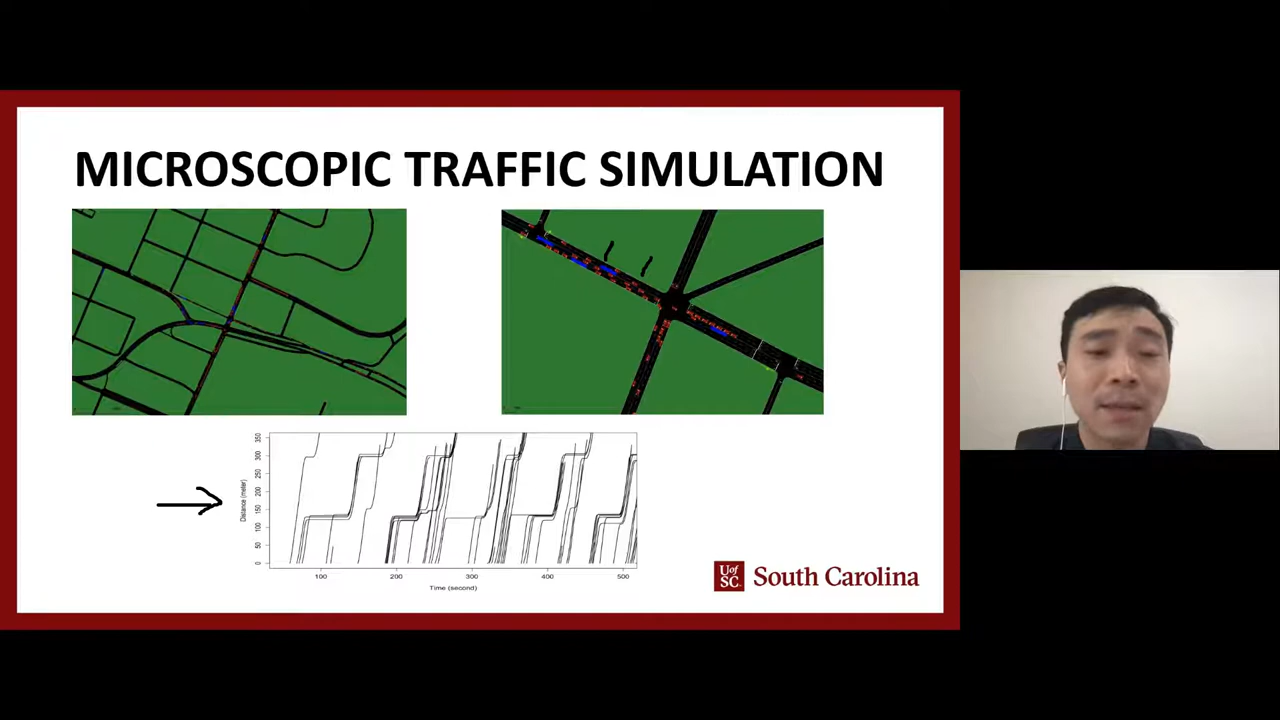 MICROSCOPIC TRAFFIC SIMULATION
Distance (meter)
350
300
250
200
150
100
50
0
100 200 300 400 500
Time (second)
UofSC South Carolina